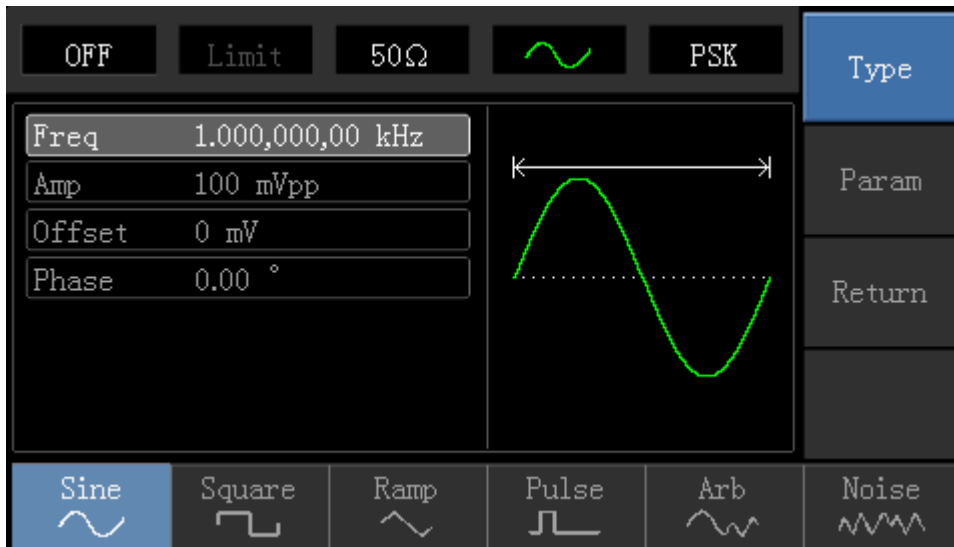 OFF Limit 50Ω PSK
Type
Freq 1.000,000,00 kHz
Amp 100 mVpp
Offset 0 mV
Phase 0.00 °
Param
Return
Sine Square Ramp Pulse Arb Noise